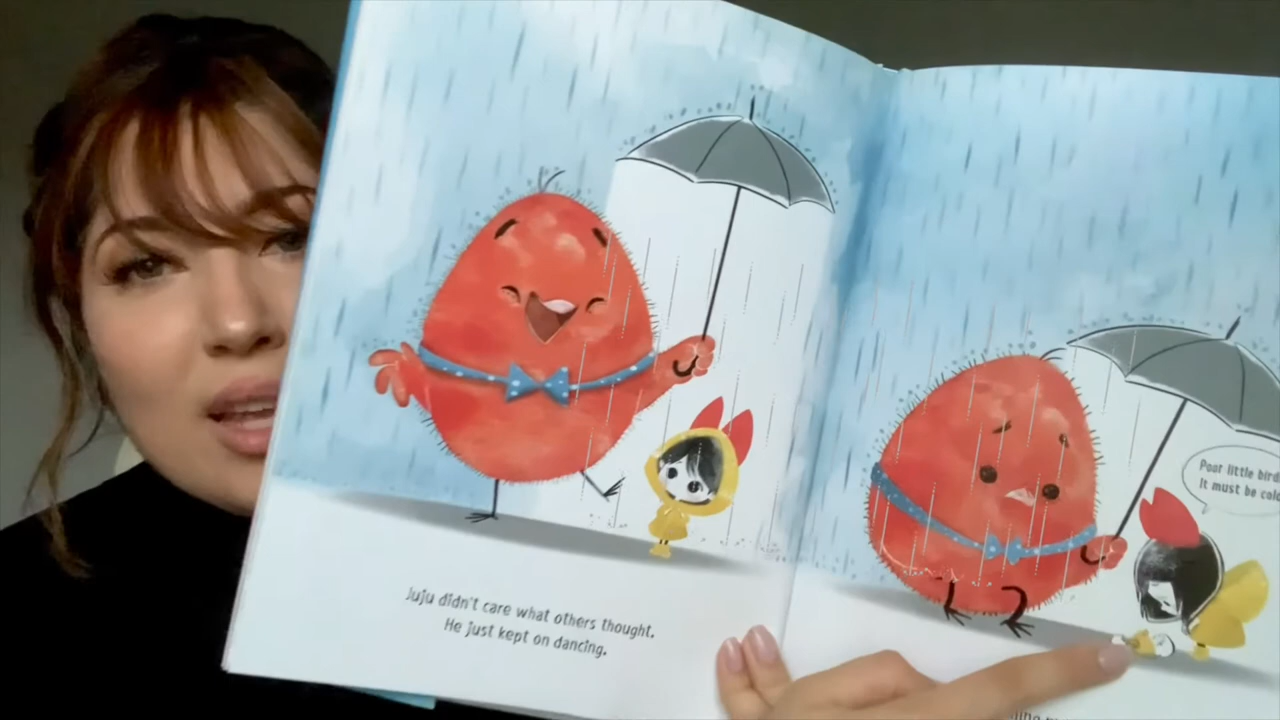 Juju didn't care what others thought.
He just kept on dancing.
Poor little bird
It must be cold